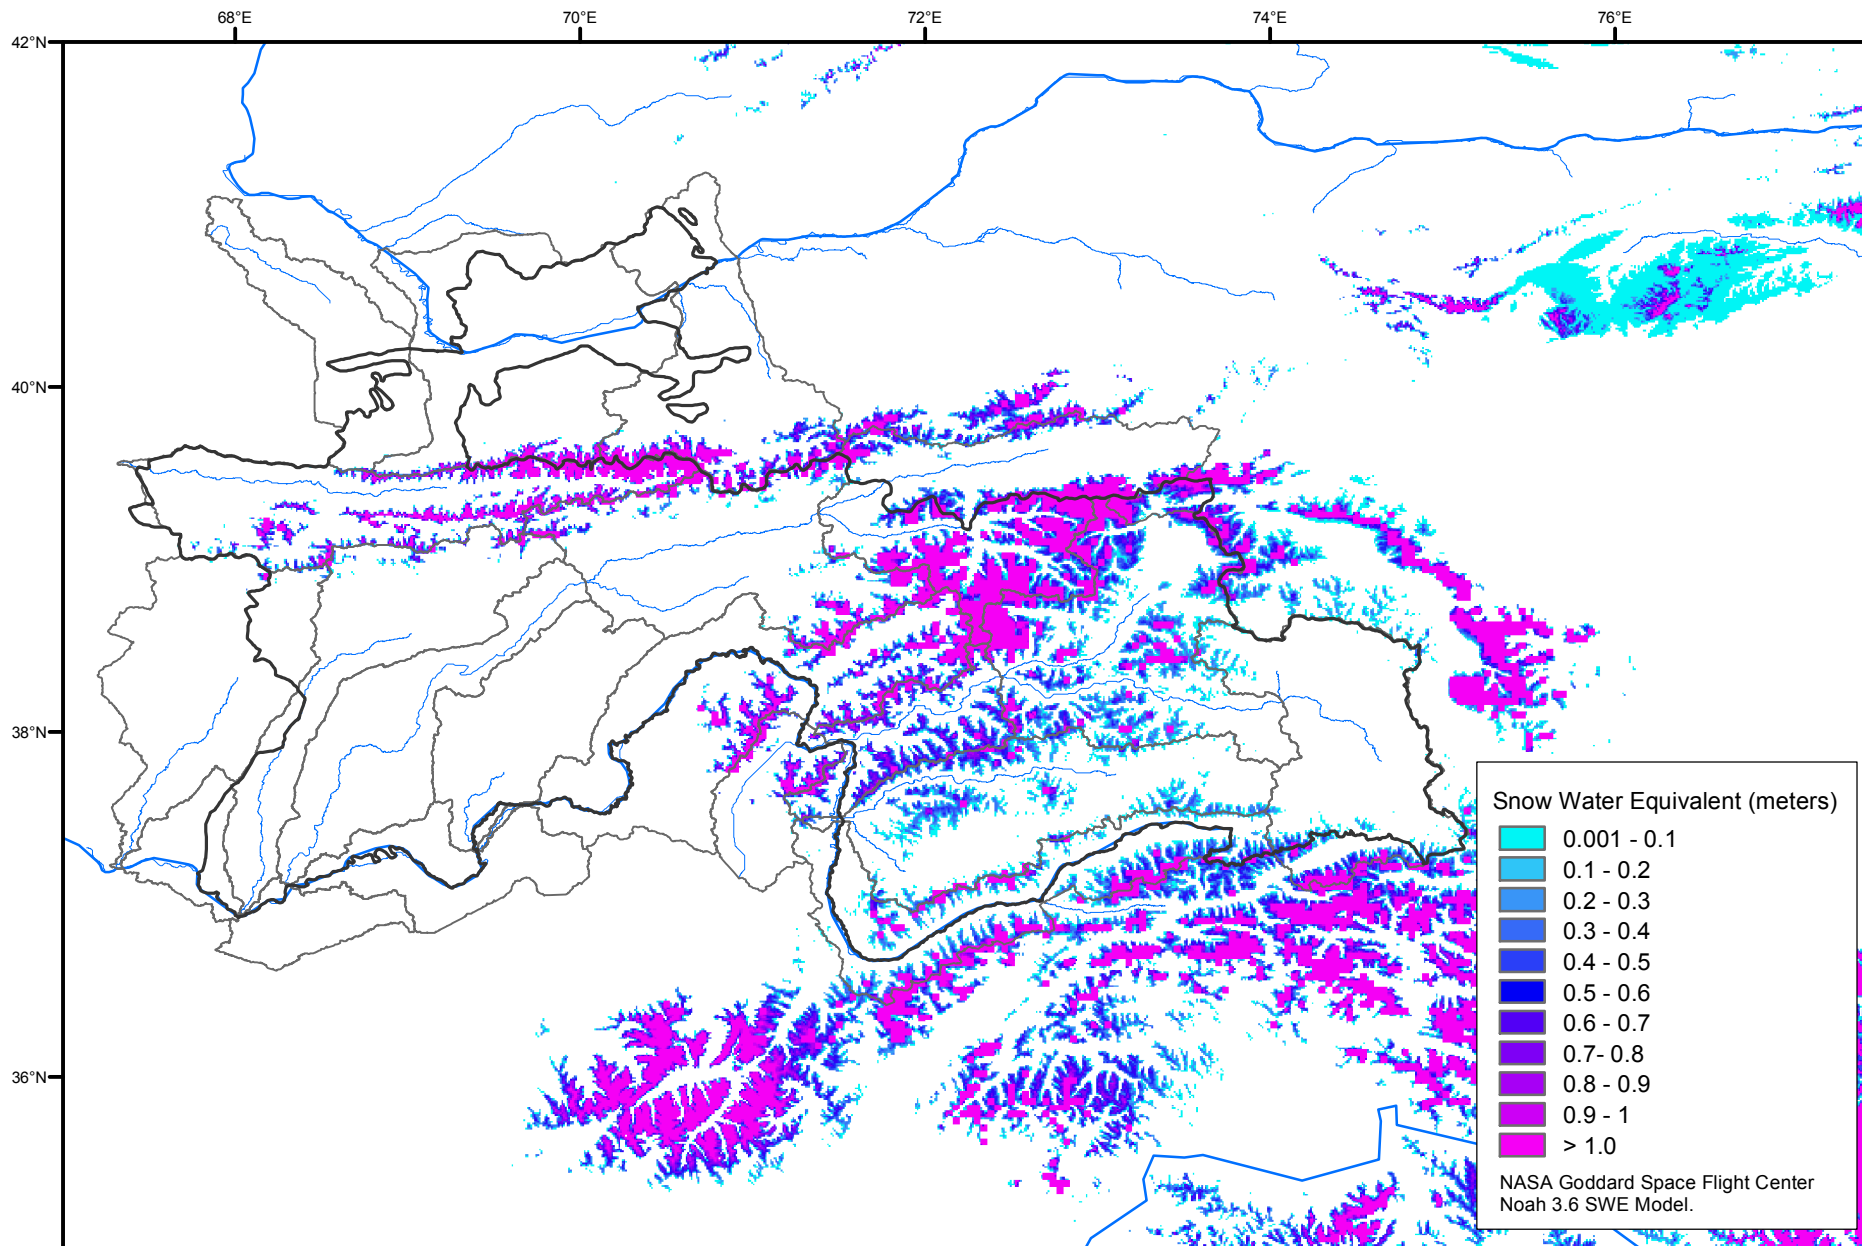 68°E 70°E 72°E 74°E 76°E
42°N
40°N
38°N
36°N
Snow Water Equivalent (meters)
0.001 - 0.1
0.1 - 0.2
0.2 - 0.3
0.3 - 0.4
0.4 - 0.5
0.5 - 0.6
0.6 - 0.7
0.7- 0.8
0.8 - 0.9
0.9 - 1
> 1.0
NASA Goddard Space Flight Center
Noah 3.6 SWE Model.